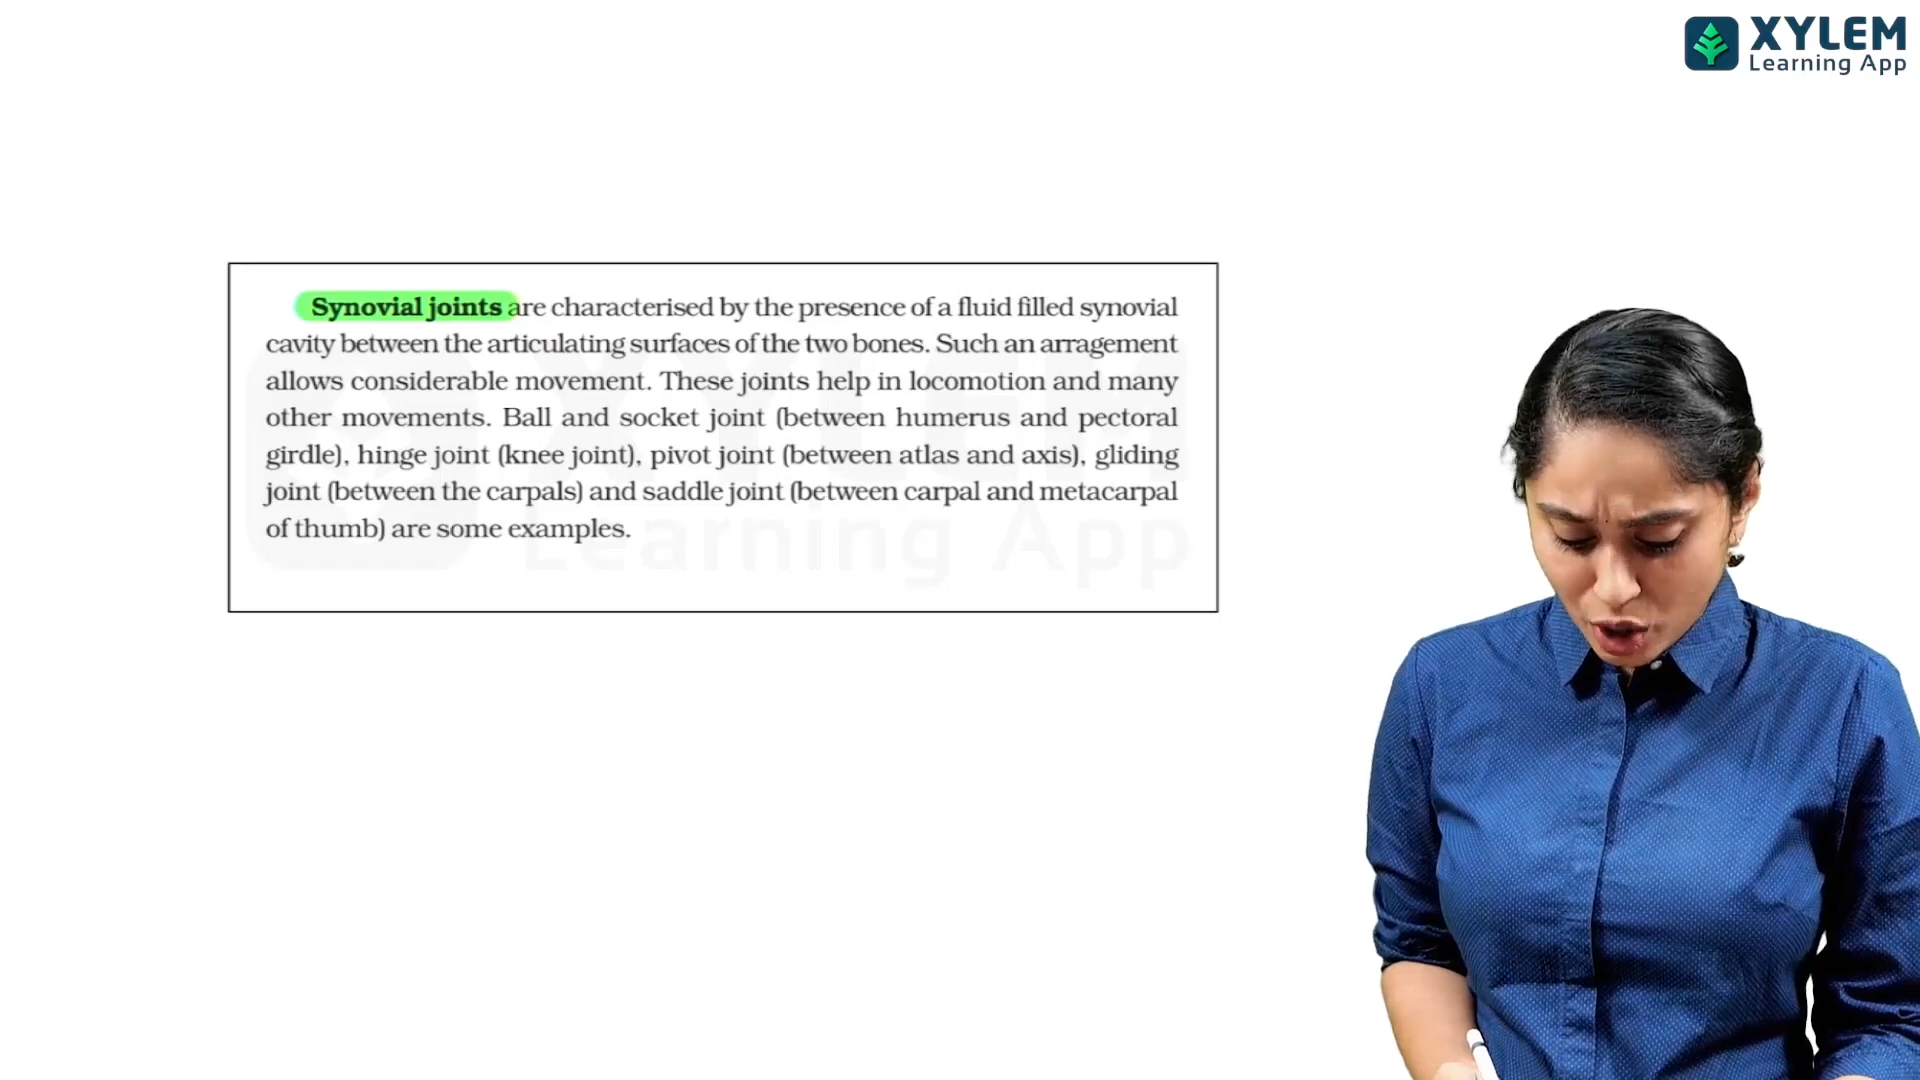 XYLEM
Learning App
Synovial joints are characterised by the presence of a fluid filled synovial
cavity between the articulating surfaces of the two bones. Such an arragement
allows considerable movement. These joints help in locomotion and many
other movements. Ball and socket joint (between humerus and pectoral
girdle), hinge joint (knee joint), pivot joint (between atlas and axis), gliding
joint (between the carpals) and saddle joint (between carpal and metacarpal
of thumb) are some examples.
XYLEM
Learning App